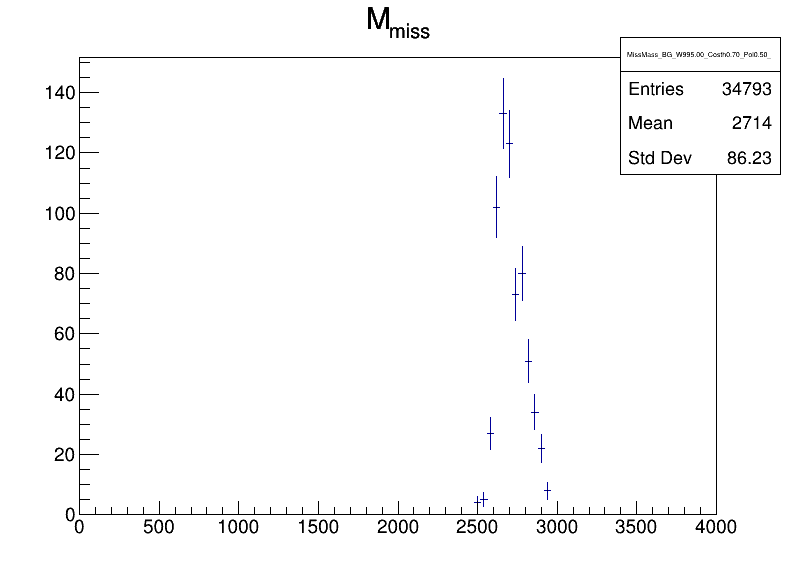 M_miss
MissMass_BG_W995.00_Costh0.70_Pol0.50_
Entries 34793
Mean 2714
Std Dev 86.23
140
120
100
80
60
40
20
0
0 500 1000 1500 2000 2500 3000 3500 4000